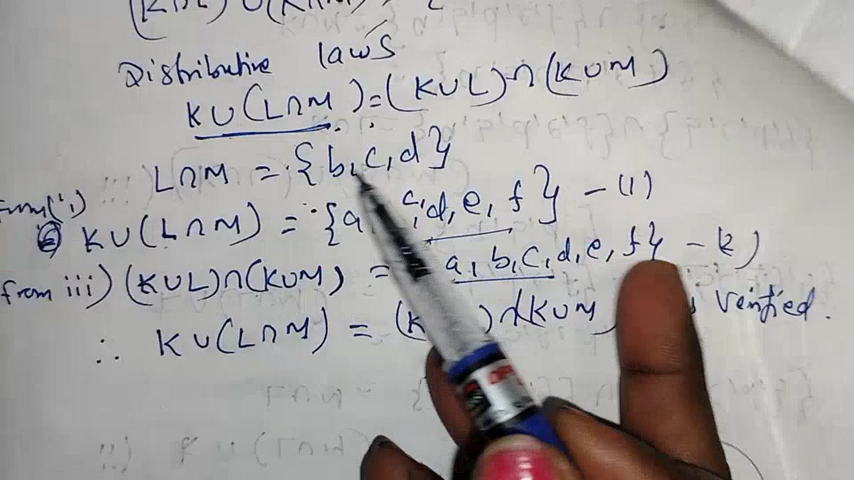 Distributive laws
K∪(L∩M)=(K∪L)∩(K∪M)
L∩M = {b,c,d}
K∪(L∩M) = {a, c,d,e,f} -(1)
from iii) (K∪L)∩(K∪M) = a,b,c,d,e,f} -
∴ K∪(L∩M) = (K )∩(K∪M) verified.